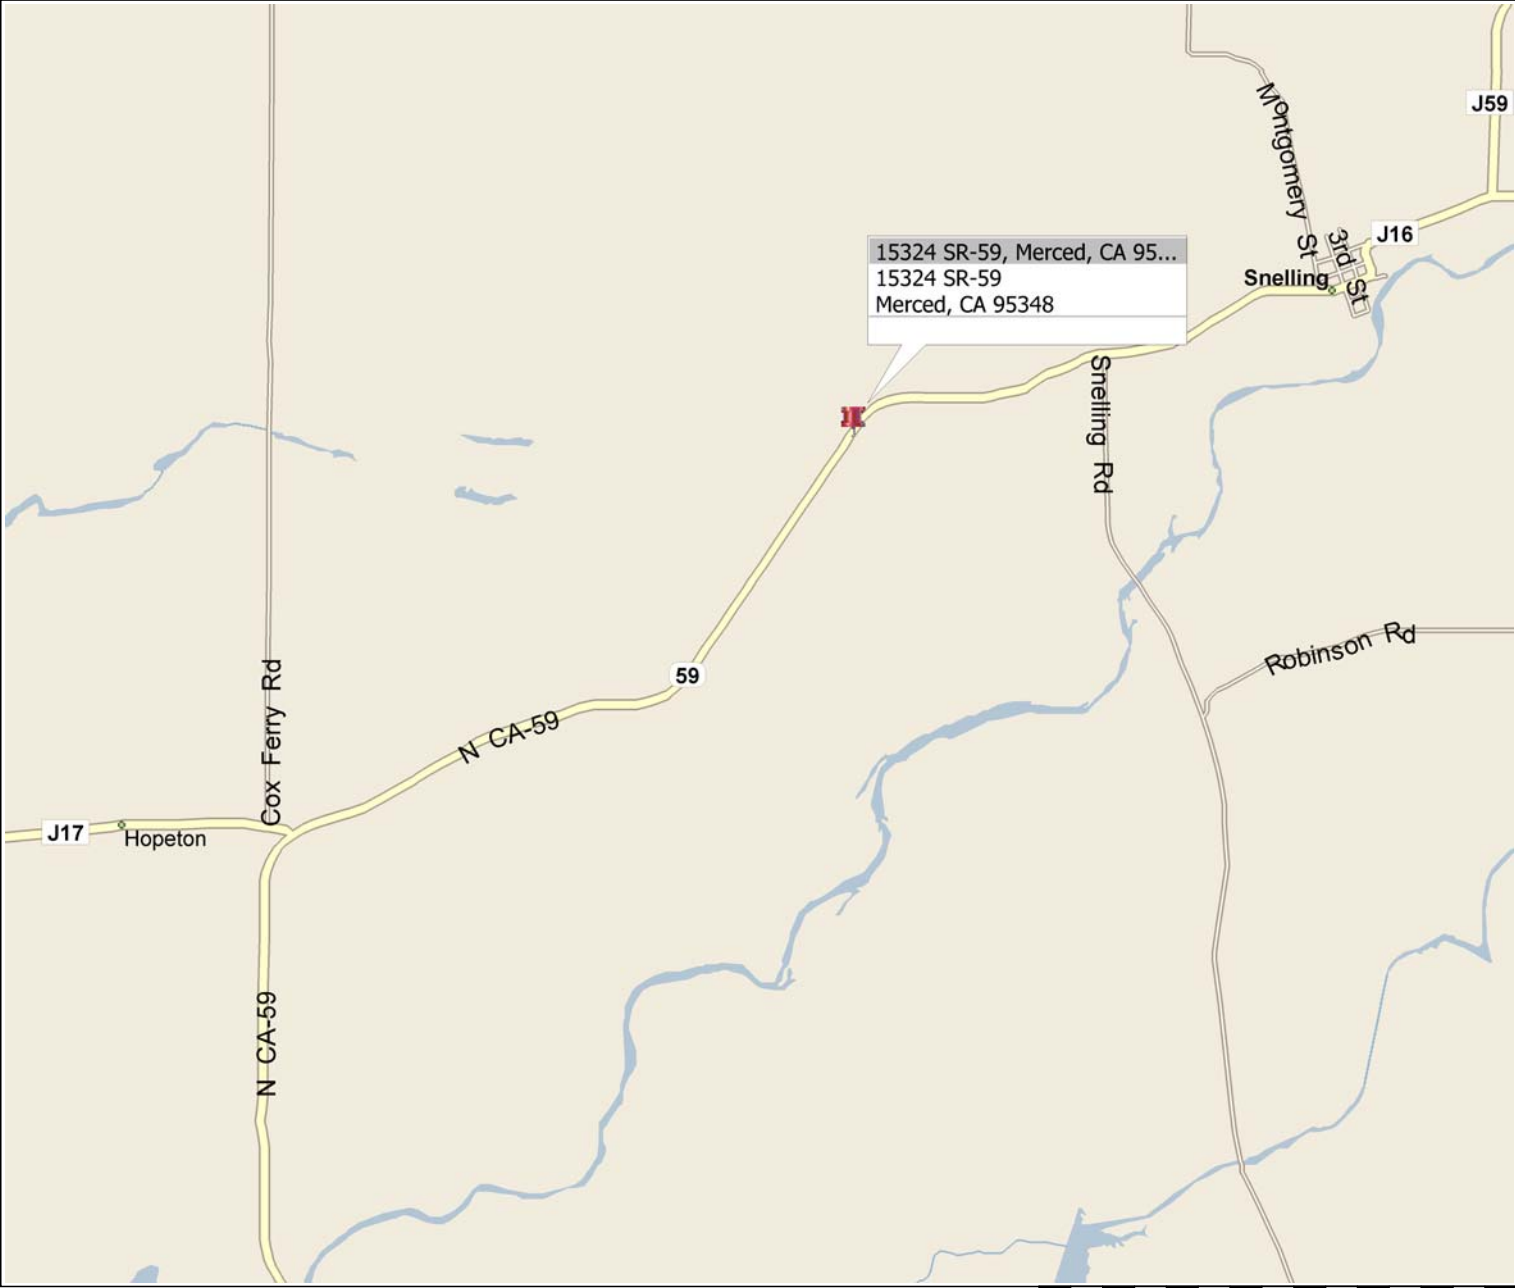 J59
Montgomery St
3rd St
J16
15324 SR-59, Merced, CA 95...
15324 SR-59
Merced, CA 95348
Snelling
Snelling Rd
Robinson Rd
59
Cox Ferry Rd
N CA-59
J17
Hopeton
N CA-59